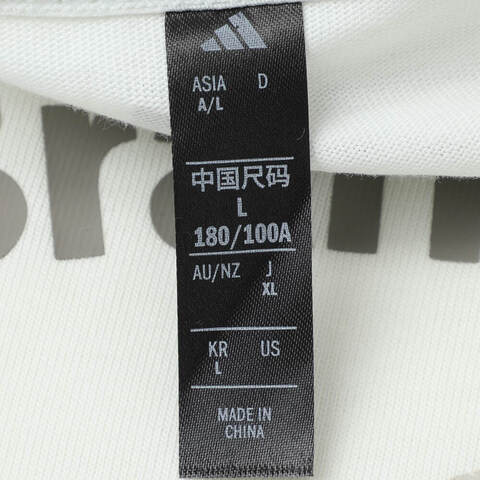 ASIA D
A/L
中国尺码
L
180/100A
AU/NZ J
XL
KR US
L
MADE IN
CHINA